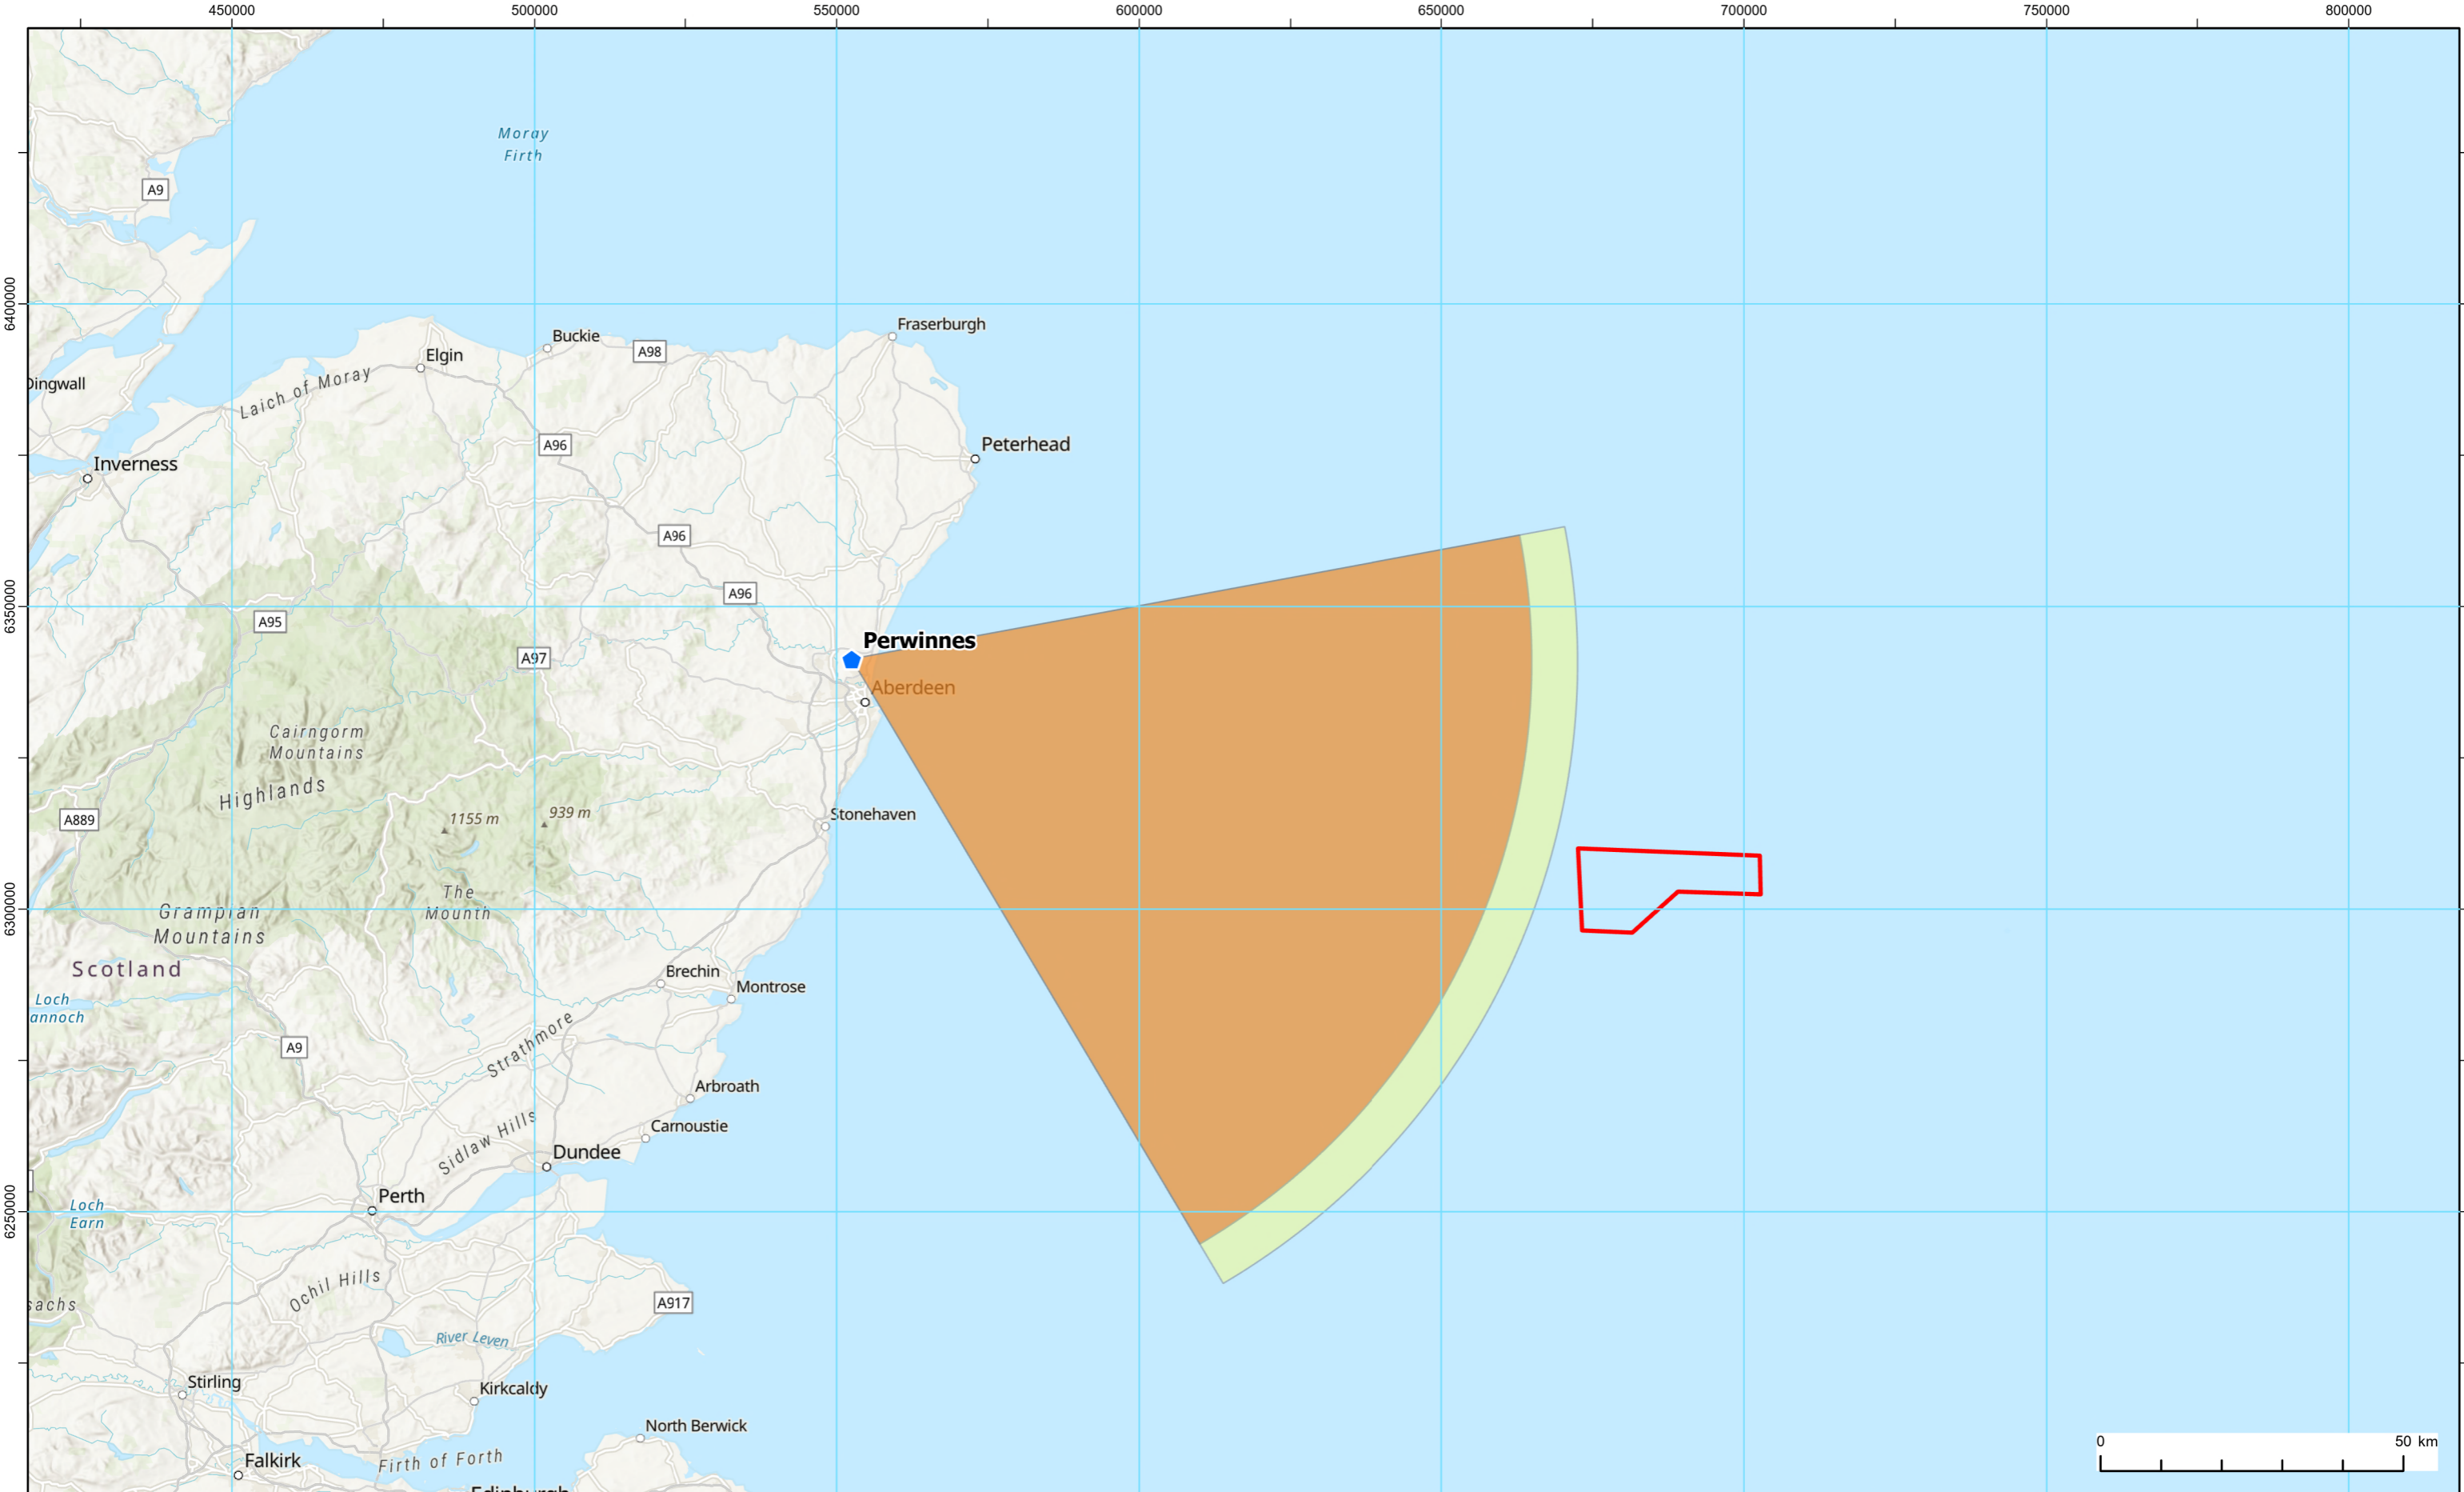 450000 500000 550000 600000 650000 700000 750000 800000
Moray
Firth
A9
6400000
Fraserburgh
Buckie
A98
Elgin
Dingwall
Laich of Moray
A96
Peterhead
Inverness
A96
A96
6350000
A95
Perwinnes
A97
Aberdeen
Cairngorm
Mountains
Highlands
1155 m
939 m
A889
Stonehaven
The
Mounth
6300000
Grampian
Mountains
Scotland
Brechin
Montrose
Loch
annoch
Strathmore
A9
Arbroath
Sidlaw Hills
Carnoustie
Dundee
Perth
Loch
Earn
6250000
Ochil Hills
sachs
A917
River Leven
Stirling
Kirkcaldy
North Berwick
Firth of Forth
Falkirk
Edinburgh
0 50 km